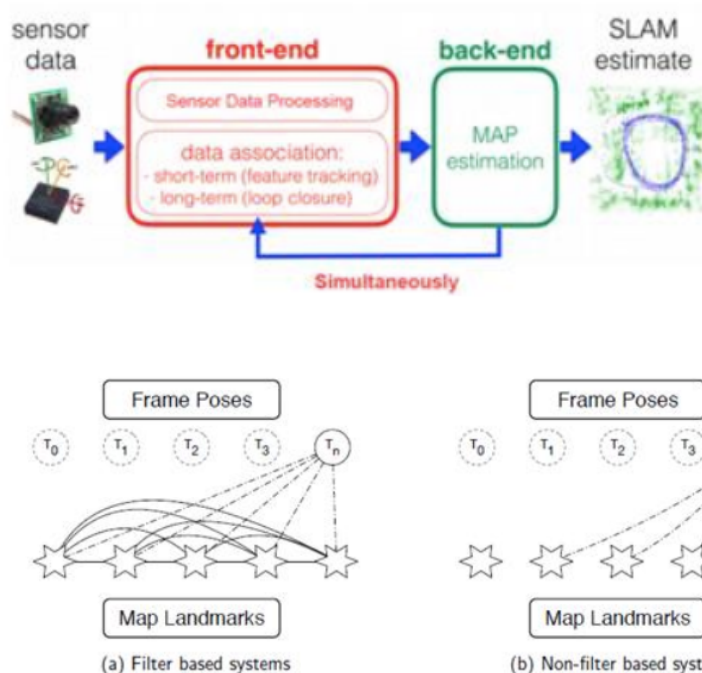 sensor
data
front-end
back-end
SLAM
estimate
Sensor Data Processing
data association:
- short-term (feature tracking)
- long-term (loop closure)
MAP
estimation
Simultaneously
Frame Poses
T0 T1 T2 T3 Tn
Map Landmarks
(a) Filter based systems
Frame Poses
T0 T1 T2 T3
Map Landmarks
(b) Non-filter based syst